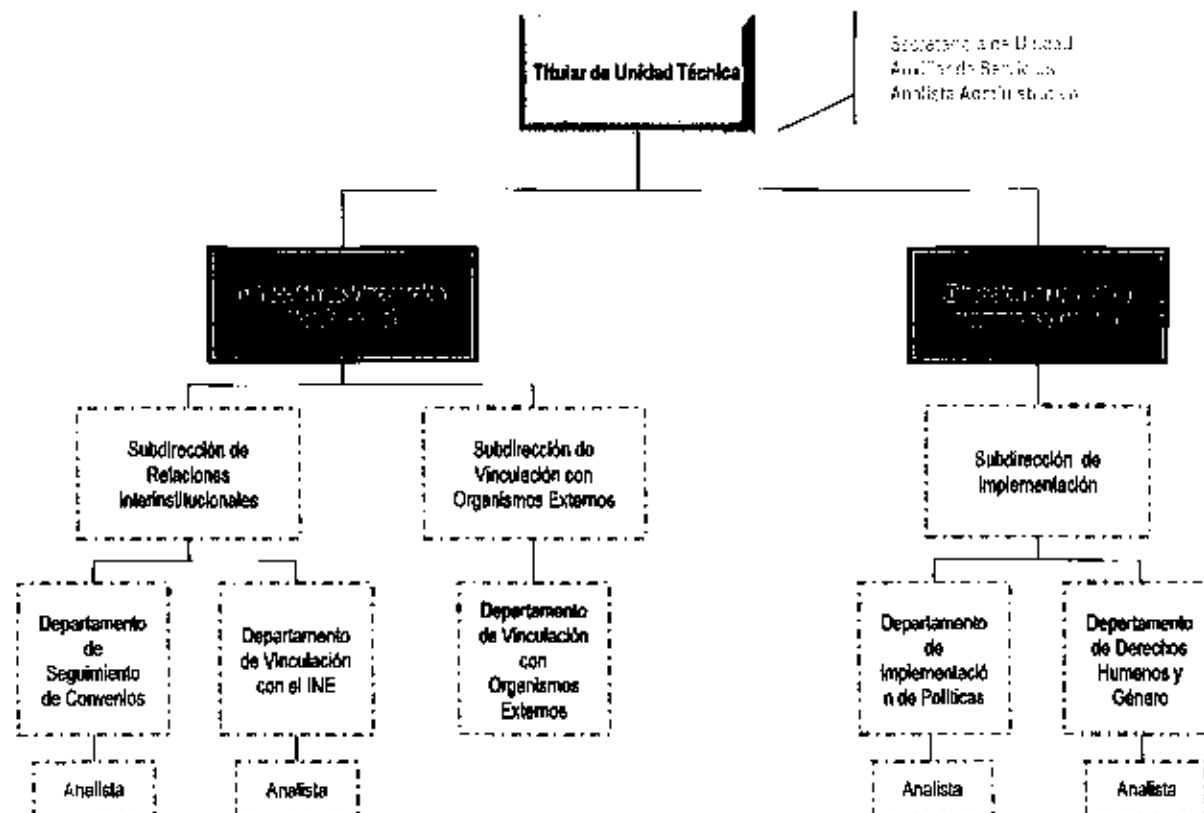 Titular de Unidad Técnica
Analista
Subdirección de
Relaciones
Interinstitucionales
Subdirección de
Vinculación con
Organismos Externos
Subdirección de
Implementación
Departamento
de
Seguimiento
de Convenios
Departamento
de Vinculación
con el INE
Departamento
de Vinculación
con
Organismos
Externos
Departamento
de
Implementació
n de Políticas
Departamento
de Derechos
Humanos y
Género
Analista
Analista
Analista
Analista